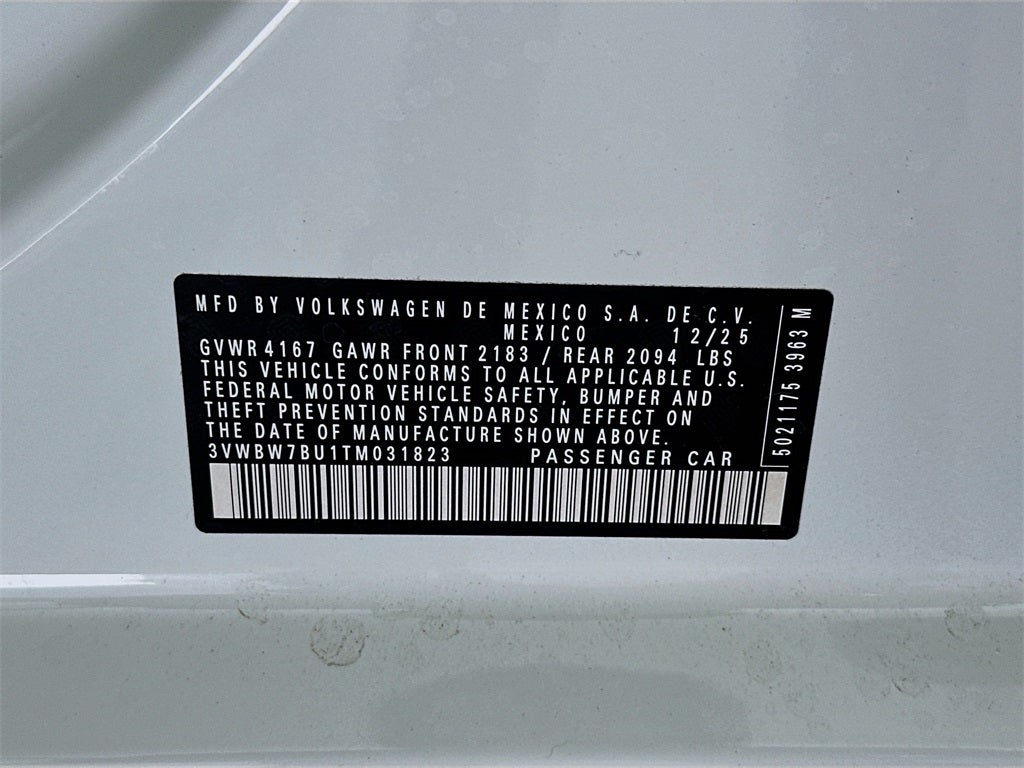 MFD BY VOLKSWAGEN DE MEXICO S.A. DE C.V.
MEXICO 12/25
GVWR 4167 GAWR FRONT 2183 / REAR 2094 LBS
THIS VEHICLE CONFORMS TO ALL APPLICABLE U.S.
FEDERAL MOTOR VEHICLE SAFETY, BUMPER AND
THEFT PREVENTION STANDARDS IN EFFECT ON
THE DATE OF MANUFACTURE SHOWN ABOVE.
3VWBW7BU1TM031823 PASSENGER CAR
5021175 3963 M